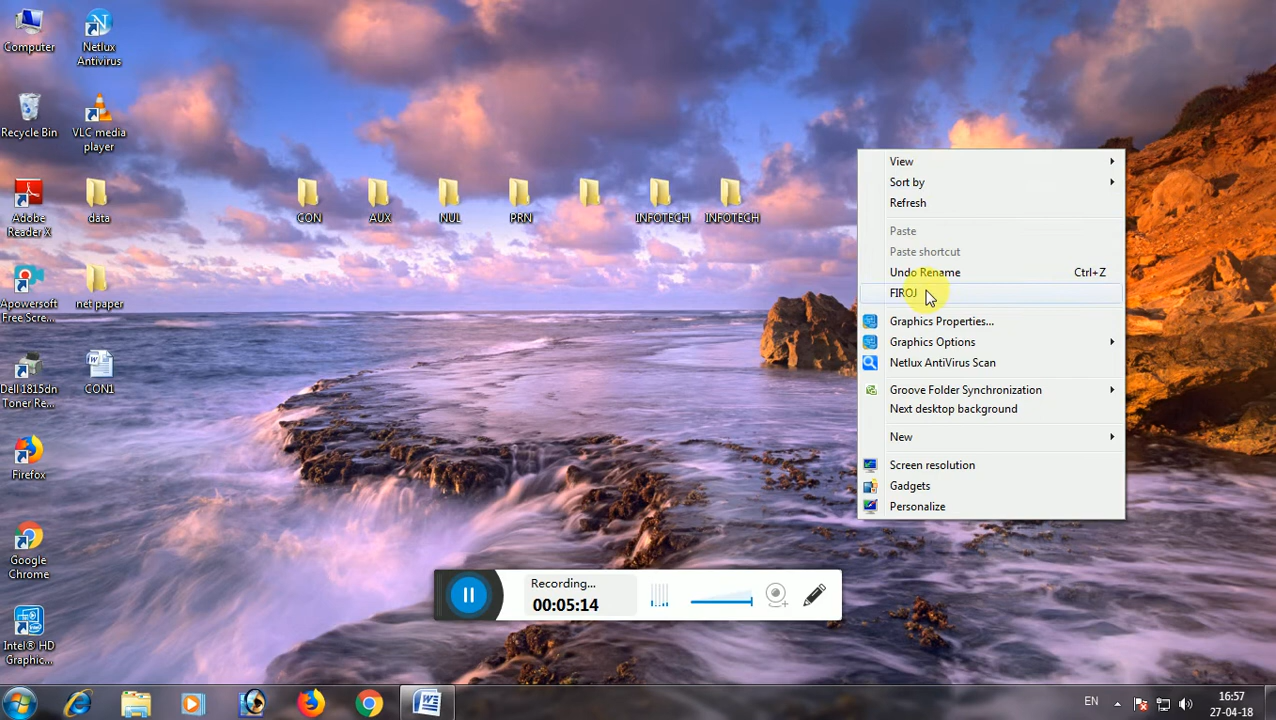 Computer
Netlux
Antivirus
Recycle Bin
VLC media
player
Adobe
Reader X
data
CON
AUX
NUL
PRN
INFOTECH
INFOTECH
Apowersoft
Free Scre...
net paper
Dell 1815dn
Toner Re...
CON1
Firefox
Google
Chrome
Intel® HD
Graphic...
View
Sort by
Refresh
Paste
Paste shortcut
Undo Rename Ctrl+Z
FIROJ
Graphics Properties...
Graphics Options
Netlux AntiVirus Scan
Groove Folder Synchronization
Next desktop background
New
Screen resolution
Gadgets
Personalize
Recording...
00:05:14
EN
16:57
27-04-18